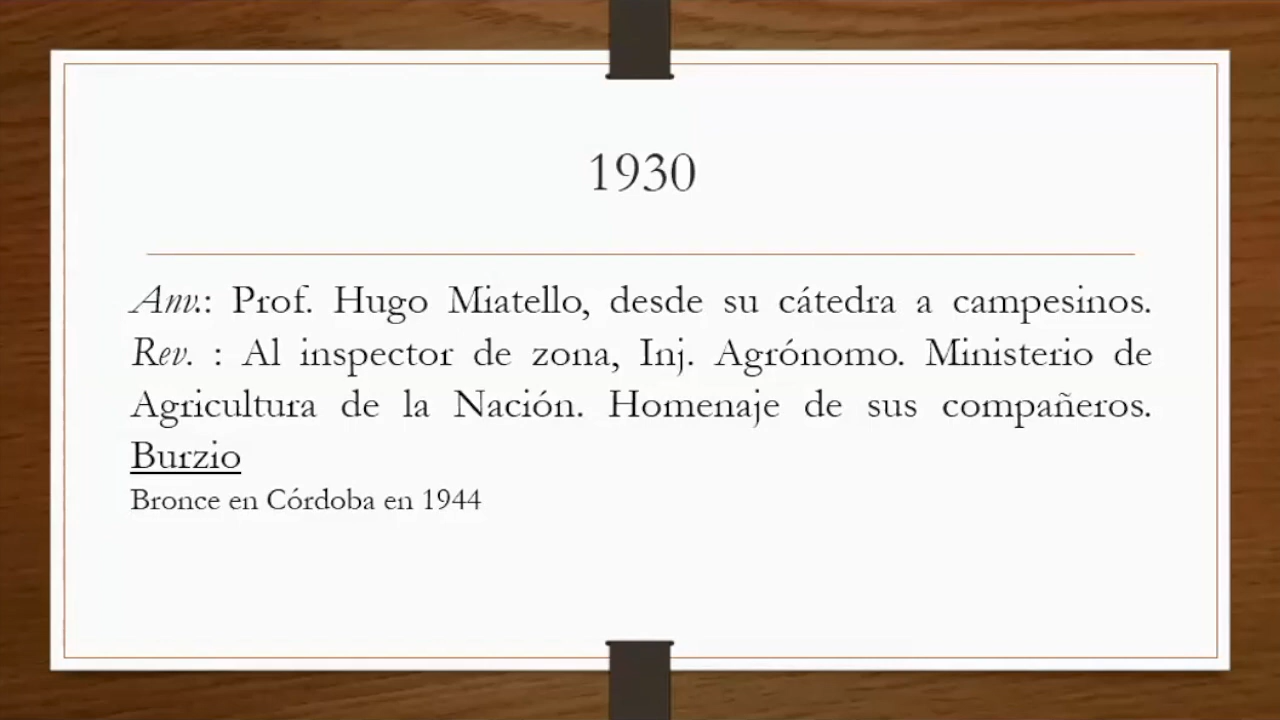 1930
Anv.: Prof. Hugo Miatello, desde su cátedra a campesinos.
Rev. : Al inspector de zona, Inj. Agrónomo. Ministerio de
Agricultura de la Nación. Homenaje de sus compañeros.
Burzio
Bronce en Córdoba en 1944